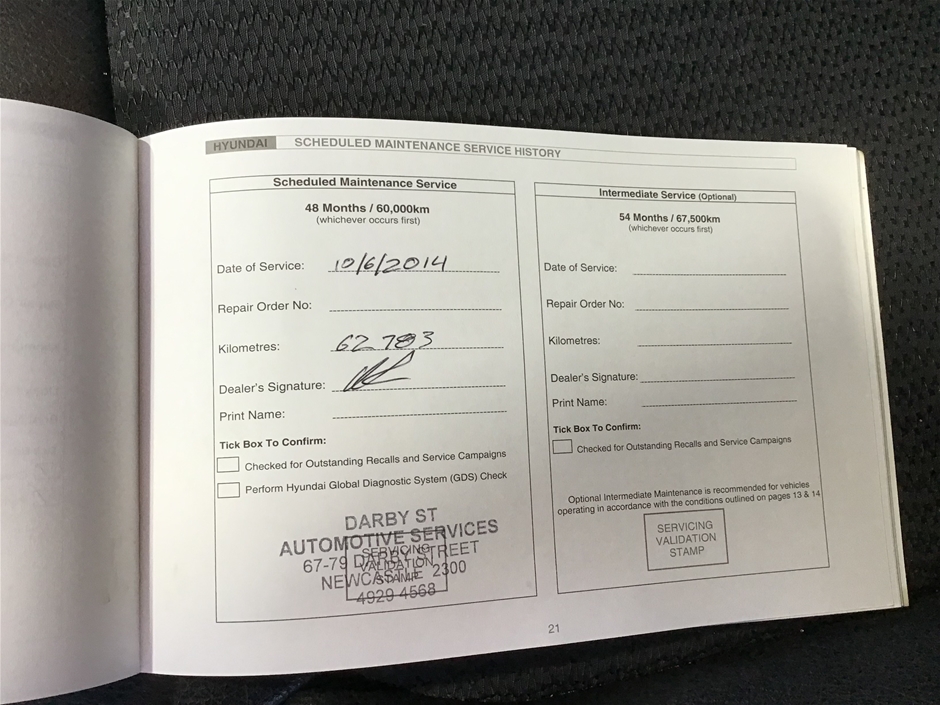 HYUNDAI SCHEDULED MAINTENANCE SERVICE HISTORY
Scheduled Maintenance Service
48 Months / 60,000km
(whichever occurs first)
Date of Service: 10/6/2014
Repair Order No:
Kilometres: 62 783
Dealer's Signature:
Print Name:
Tick Box To Confirm:
Checked for Outstanding Recalls and Service Campaigns
Perform Hyundai Global Diagnostic System (GDS) Check
DARBY ST
AUTOMOTIVE SERVICES
67-79 DARBY STREET
NEWCASTLE 2300
4929 4568
SERVICING
VALIDATION
STAMP
Intermediate Service (Optional)
54 Months / 67,500km
(whichever occurs first)
Date of Service:
Repair Order No:
Kilometres:
Dealer's Signature:
Print Name:
Tick Box To Confirm:
Checked for Outstanding Recalls and Service Campaigns
Optional Intermediate Maintenance is recommended for vehicles
operating in accordance with the conditions outlined on pages 13 & 14
SERVICING
VALIDATION
STAMP
21